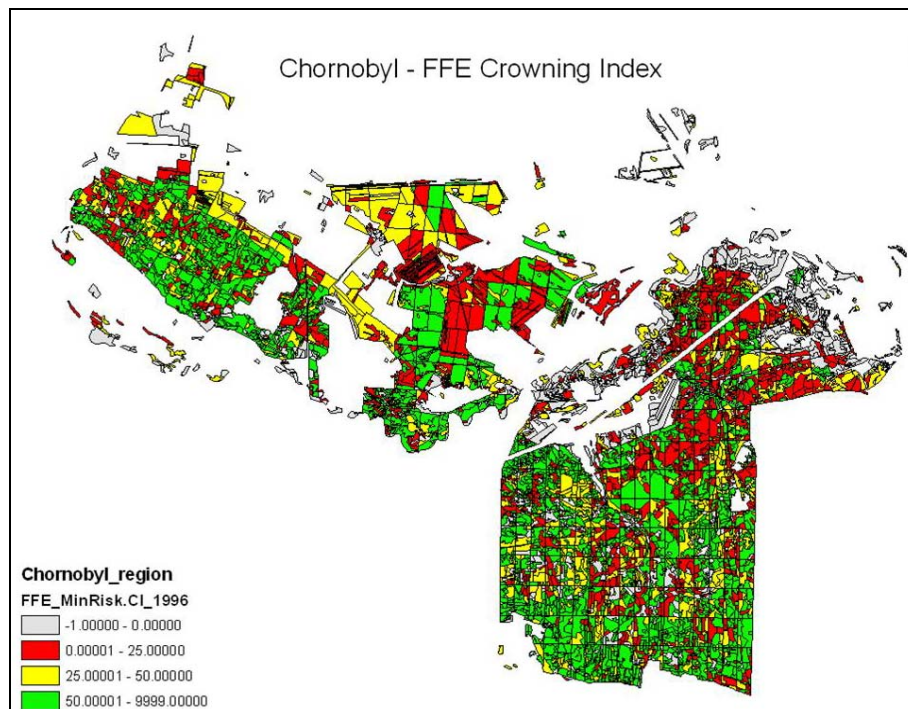 Chornobyl - FFE Crowning Index
Chornobyl_region
FFE_MinRisk.CI_1996
-1.00000 - 0.00000
0.00001 - 25.00000
25.00001 - 50.00000
50.00001 - 9999.00000